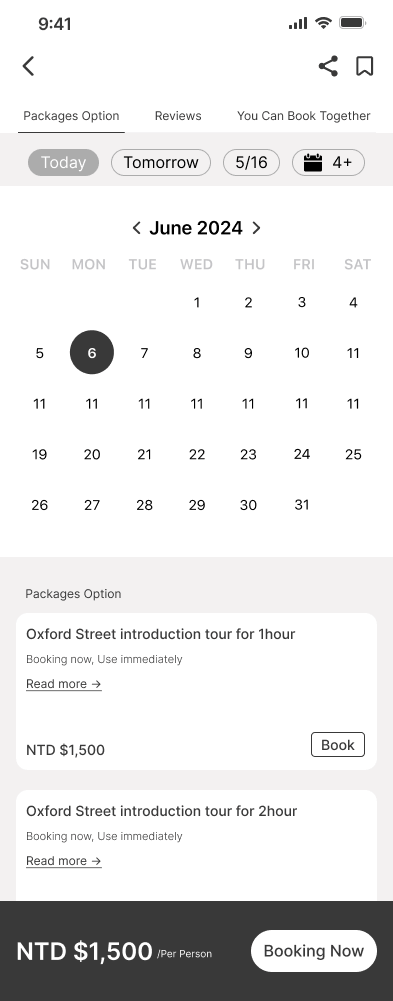 9:41
Packages Option Reviews You Can Book Together
Today Tomorrow 5/16 4+
June 2024
SUN MON TUE WED THU FRI SAT
1 2 3 4
5 6 7 8 9 10 11
11 11 11 11 11 11 11
19 20 21 22 23 24 25
26 27 28 29 30 31
Packages Option
Oxford Street introduction tour for 1hour
Booking now, Use immediately
Read more →
NTD $1,500 Book
Oxford Street introduction tour for 2hour
Booking now, Use immediately
Read more →
NTD $1,500 /Per Person Booking Now